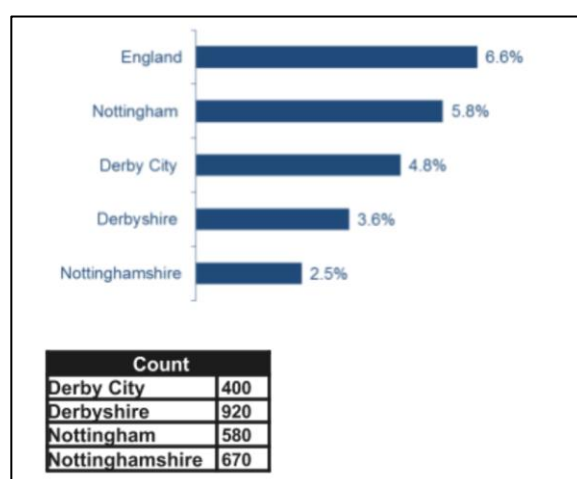 England 6.6%
Nottingham 5.8%
Derby City 4.8%
Derbyshire 3.6%
Nottinghamshire 2.5%
Count
Derby City 400
Derbyshire 920
Nottingham 580
Nottinghamshire 670